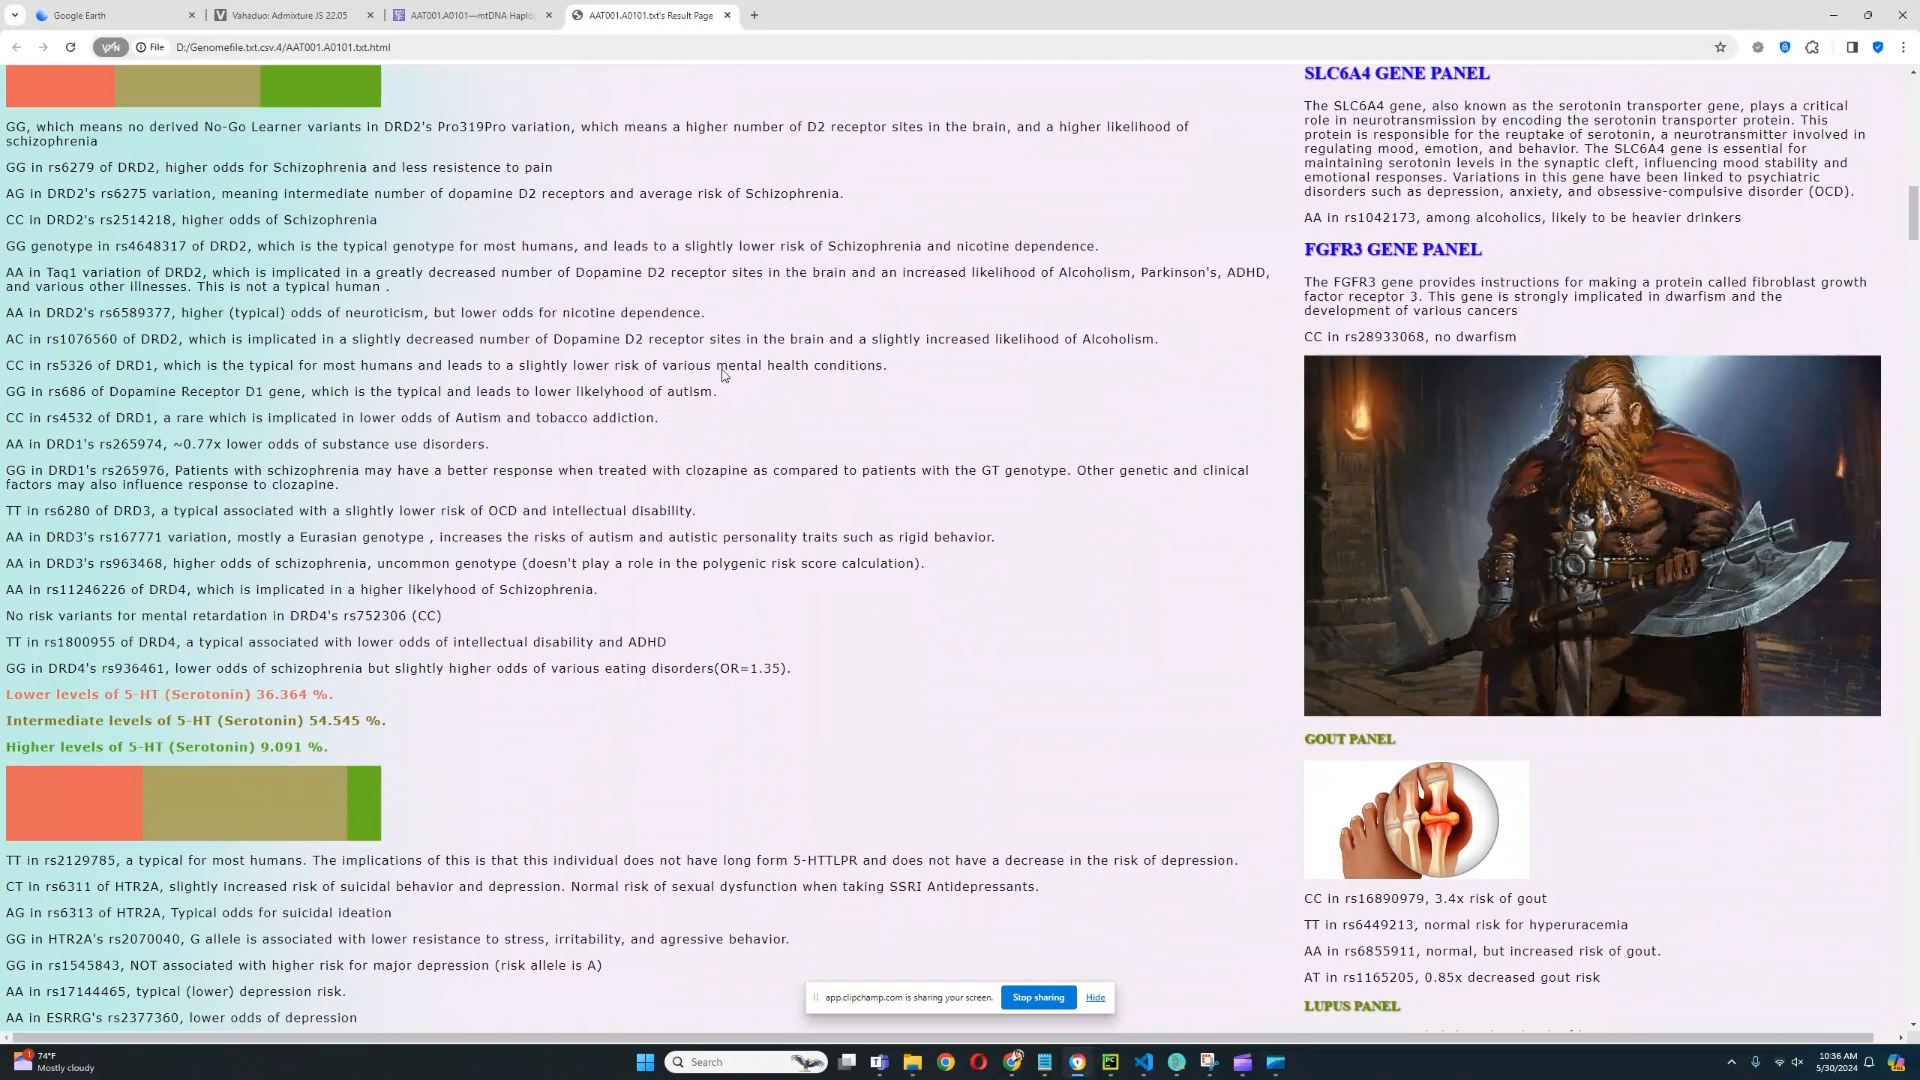 Google Earth
Vahaduo: Admixture JS 22.05
AAT001.A0101—mtDNA Haplo
AAT001.A0101.txt's Result Page
VPN
File
D:/Genomefile.txt.csv.4/AAT001.A0101.txt.html
GG, which means no derived No-Go Learner variants in DRD2's Pro319Pro variation, which means a higher number of D2 receptor sites in the brain, and a higher likelihood of
schizophrenia
GG in rs6279 of DRD2, higher odds for Schizophrenia and less resistence to pain
AG in DRD2's rs6275 variation, meaning intermediate number of dopamine D2 receptors and average risk of Schizophrenia.
CC in DRD2's rs2514218, higher odds of Schizophrenia
GG genotype in rs4648317 of DRD2, which is the typical genotype for most humans, and leads to a slightly lower risk of Schizophrenia and nicotine dependence.
AA in Taq1 variation of DRD2, which is implicated in a greatly decreased number of Dopamine D2 receptor sites in the brain and an increased likelihood of Alcoholism, Parkinson's, ADHD,
and various other illnesses. This is not a typical human .
AA in DRD2's rs6589377, higher (typical) odds of neuroticism, but lower odds for nicotine dependence.
AC in rs1076560 of DRD2, which is implicated in a slightly decreased number of Dopamine D2 receptor sites in the brain and a slightly increased likelihood of Alcoholism.
CC in rs5326 of DRD1, which is the typical for most humans and leads to a slightly lower risk of various mental health conditions.
GG in rs686 of Dopamine Receptor D1 gene, which is the typical and leads to lower likelyhood of autism.
CC in rs4532 of DRD1, a rare which is implicated in lower odds of Autism and tobacco addiction.
AA in DRD1's rs265974, ~0.77x lower odds of substance use disorders.
GG in DRD1's rs265976, Patients with schizophrenia may have a better response when treated with clozapine as compared to patients with the GT genotype. Other genetic and clinical
factors may also influence response to clozapine.
TT in rs6280 of DRD3, a typical associated with a slightly lower risk of OCD and intellectual disability.
AA in DRD3's rs167771 variation, mostly a Eurasian genotype , increases the risks of autism and autistic personality traits such as rigid behavior.
AA in DRD3's rs963468, higher odds of schizophrenia, uncommon genotype (doesn't play a role in the polygenic risk score calculation).
AA in rs11246226 of DRD4, which is implicated in a higher likelyhood of Schizophrenia.
No risk variants for mental retardation in DRD4's rs752306 (CC)
TT in rs1800955 of DRD4, a typical associated with lower odds of intellectual disability and ADHD
GG in DRD4's rs936461, lower odds of schizophrenia but slightly higher odds of various eating disorders(OR=1.35).
Lower levels of 5-HT (Serotonin) 36.364 %.
Intermediate levels of 5-HT (Serotonin) 54.545 %.
Higher levels of 5-HT (Serotonin) 9.091 %.
TT in rs2129785, a typical for most humans. The implications of this is that this individual does not have long form 5-HTTLPR and does not have a decrease in the risk of depression.
CT in rs6311 of HTR2A, slightly increased risk of suicidal behavior and depression. Normal risk of sexual dysfunction when taking SSRI Antidepressants.
AG in rs6313 of HTR2A, Typical odds for suicidal ideation
GG in HTR2A's rs2070040, G allele is associated with lower resistance to stress, irritability, and agressive behavior.
GG in rs1545843, NOT associated with higher risk for major depression (risk allele is A)
AA in rs17144465, typical (lower) depression risk.
AA in ESRRG's rs2377360, lower odds of depression
SLC6A4 GENE PANEL
The SLC6A4 gene, also known as the serotonin transporter gene, plays a critical
role in neurotransmission by encoding the serotonin transporter protein. This
protein is responsible for the reuptake of serotonin, a neurotransmitter involved in
regulating mood, emotion, and behavior. The SLC6A4 gene is essential for
maintaining serotonin levels in the synaptic cleft, influencing mood stability and
emotional responses. Variations in this gene have been linked to psychiatric
disorders such as depression, anxiety, and obsessive-compulsive disorder (OCD).
AA in rs1042173, among alcoholics, likely to be heavier drinkers
FGFR3 GENE PANEL
The FGFR3 gene provides instructions for making a protein called fibroblast growth
factor receptor 3. This gene is strongly implicated in dwarfism and the
development of various cancers
CC in rs28933068, no dwarfism
GOUT PANEL
CC in rs16890979, 3.4x risk of gout
TT in rs6449213, normal risk for hyperuracemia
AA in rs6855911, normal, but increased risk of gout.
AT in rs1165205, 0.85x decreased gout risk
LUPUS PANEL
app.clipchamp.com is sharing your screen.
Stop sharing
Hide
1
74°F
Mostly cloudy
Search
10:36 AM
5/30/2024